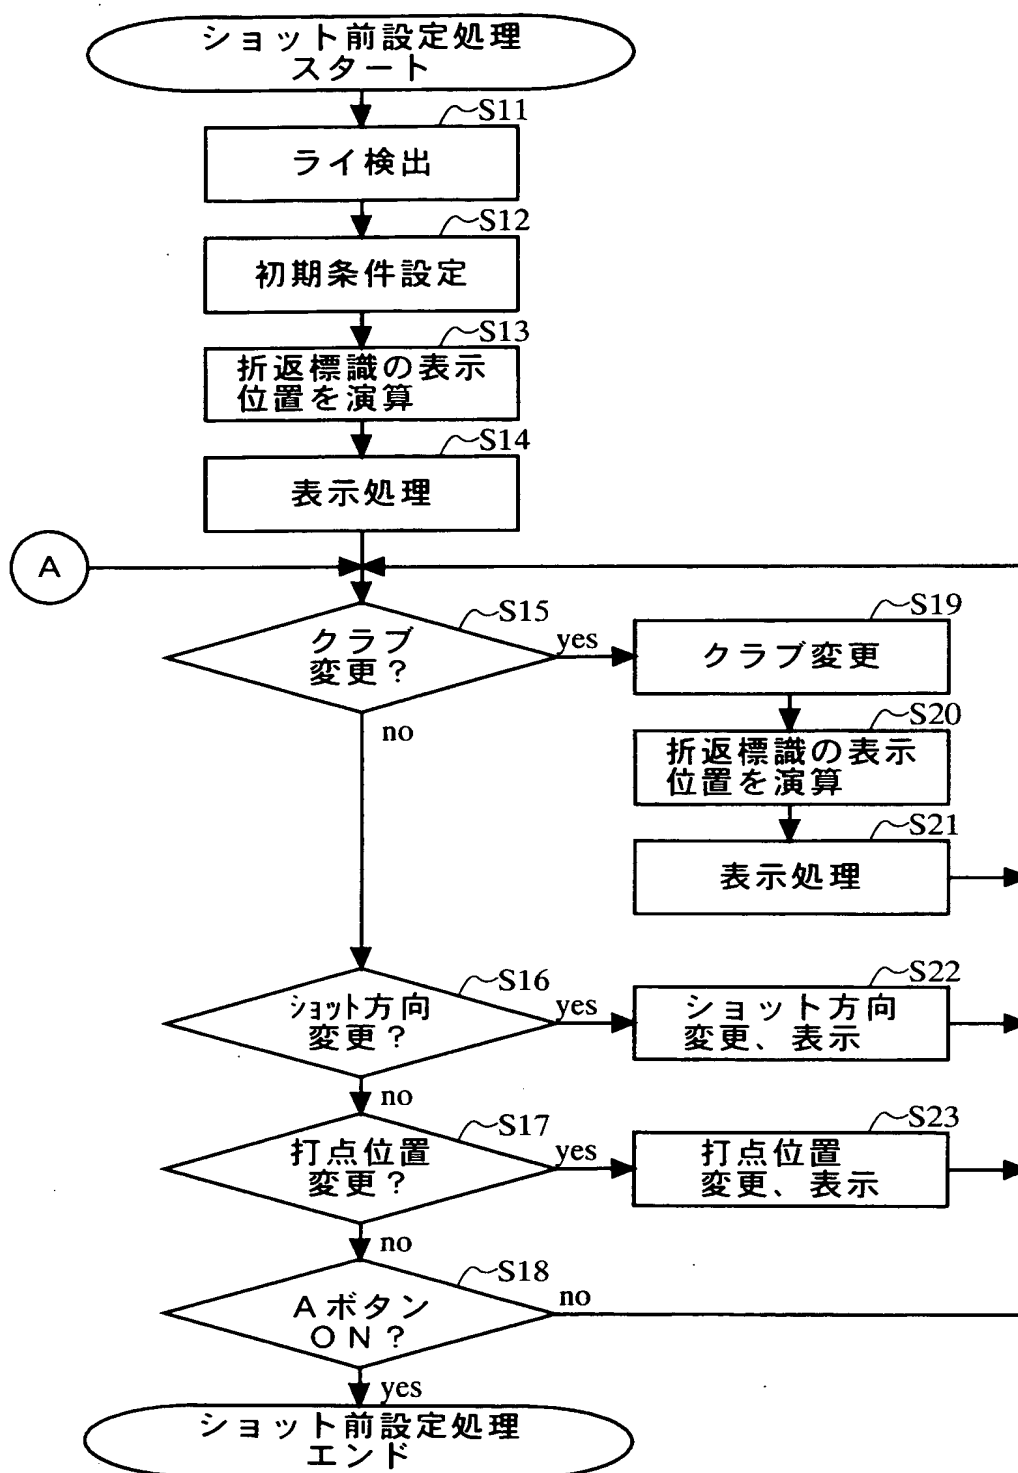 ショット前設定処理
スタート
S11
ライ検出
S12
初期条件設定
S13
折返標識の表示
位置を演算
S14
表示処理
A
S15
クラブ
変更?
yes
no
S19
クラブ変更
S20
折返標識の表示
位置を演算
S21
表示処理
S16
ショット方向
変更?
yes
no
S22
ショット方向
変更、表示
S17
打点位置
変更?
yes
no
S23
打点位置
変更、表示
S18
Aボタン
ON?
no
yes
ショット前設定処理
エンド